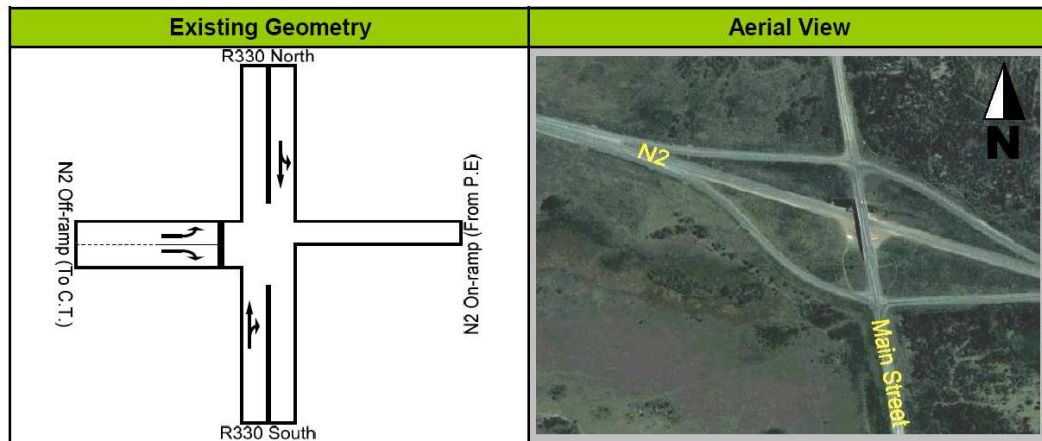 Existing Geometry
Aerial View
R330 North
N2 Off-ramp (To C.T.)
N2 On-ramp (From P.E)
R330 South
N2
N
Main Street